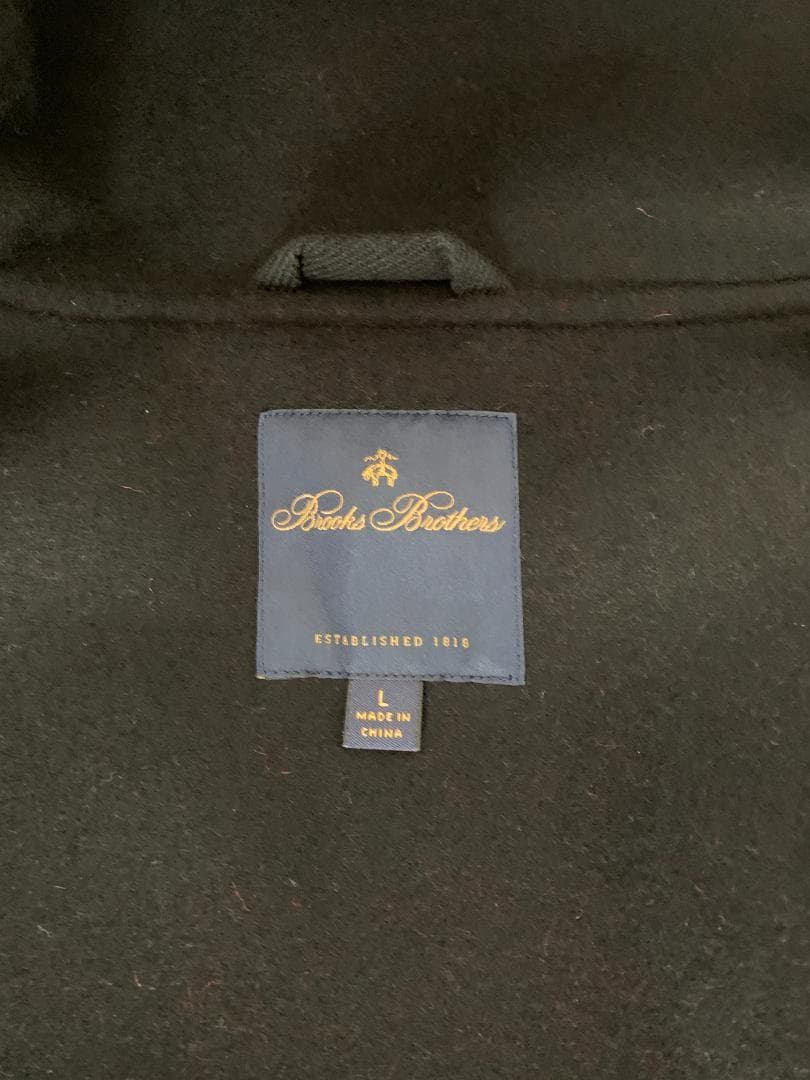 Brooks Brothers
ESTABLISHED 1818
L
MADE IN
CHINA